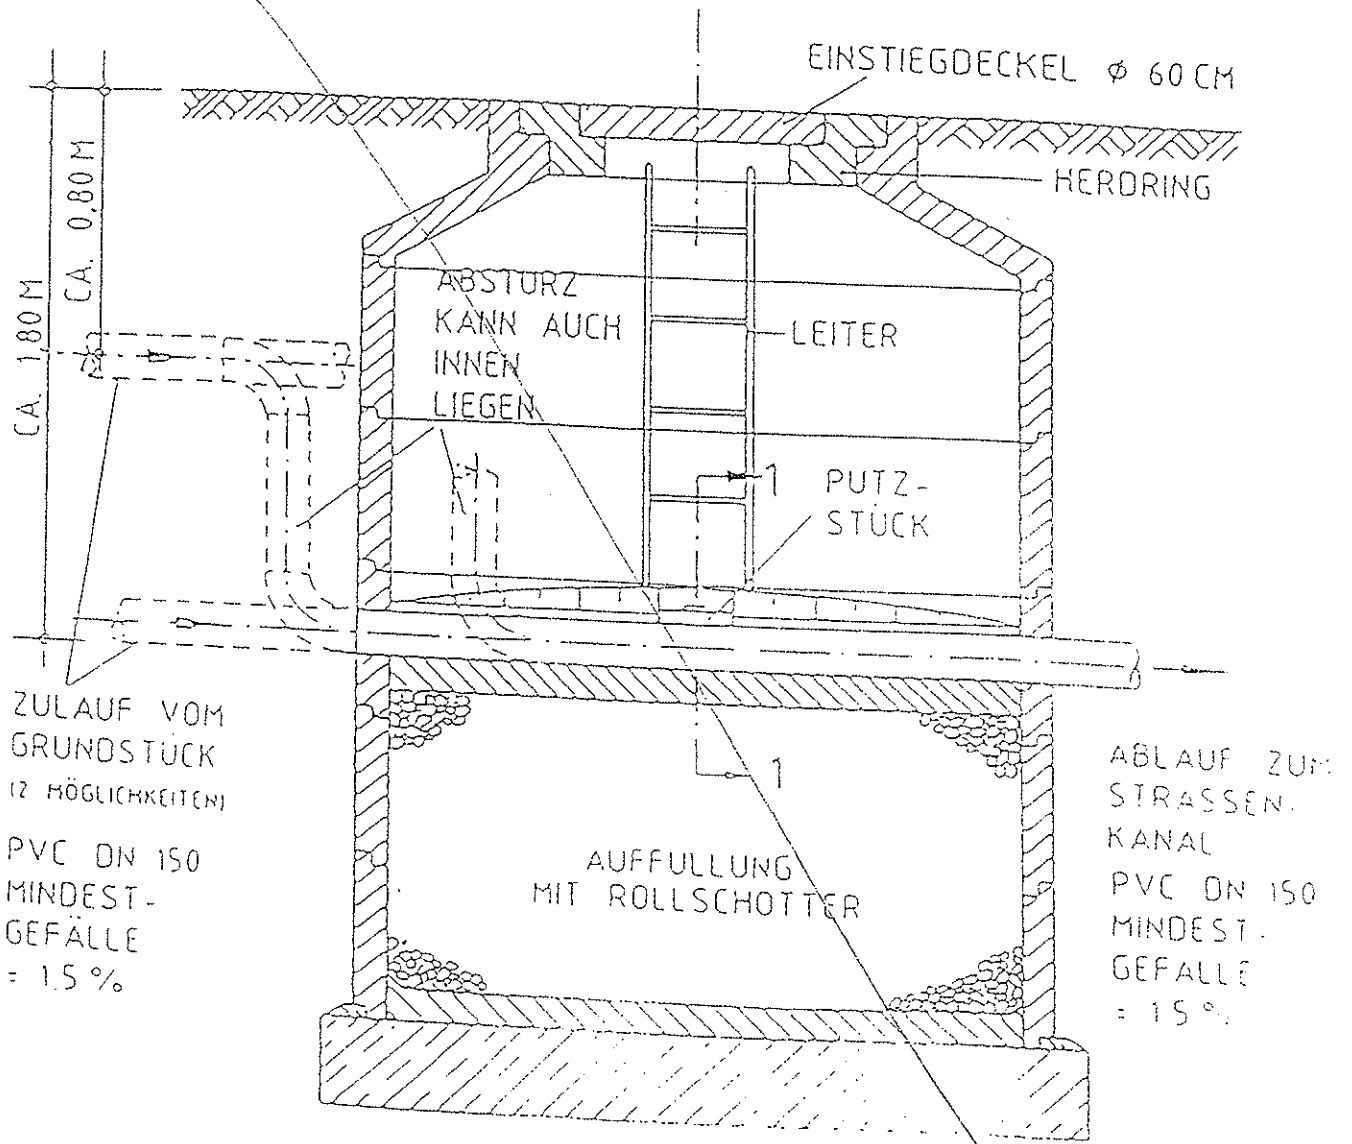 EINSTIEGDECKEL ϕ 60 CM
HERDRING
CA. 0,80 M
CA. 1,80 M
ABSTURZ
KANN AUCH
INNEN
LIEGEN
LEITER
1
PUTZ-
STÜCK
ZULAUF VOM
GRUNDSTÜCK
(2 MÖGLICHKEITEN)
PVC DN 150
MINDEST-
GEFÄLLE
= 1.5 %
1
AUFFULLUNG
MIT ROLLSCHOTTER
ABLAUF ZUM
STRASSEN-
KANAL
PVC DN 150
MINDEST-
GEFALLE
= 1 5 %